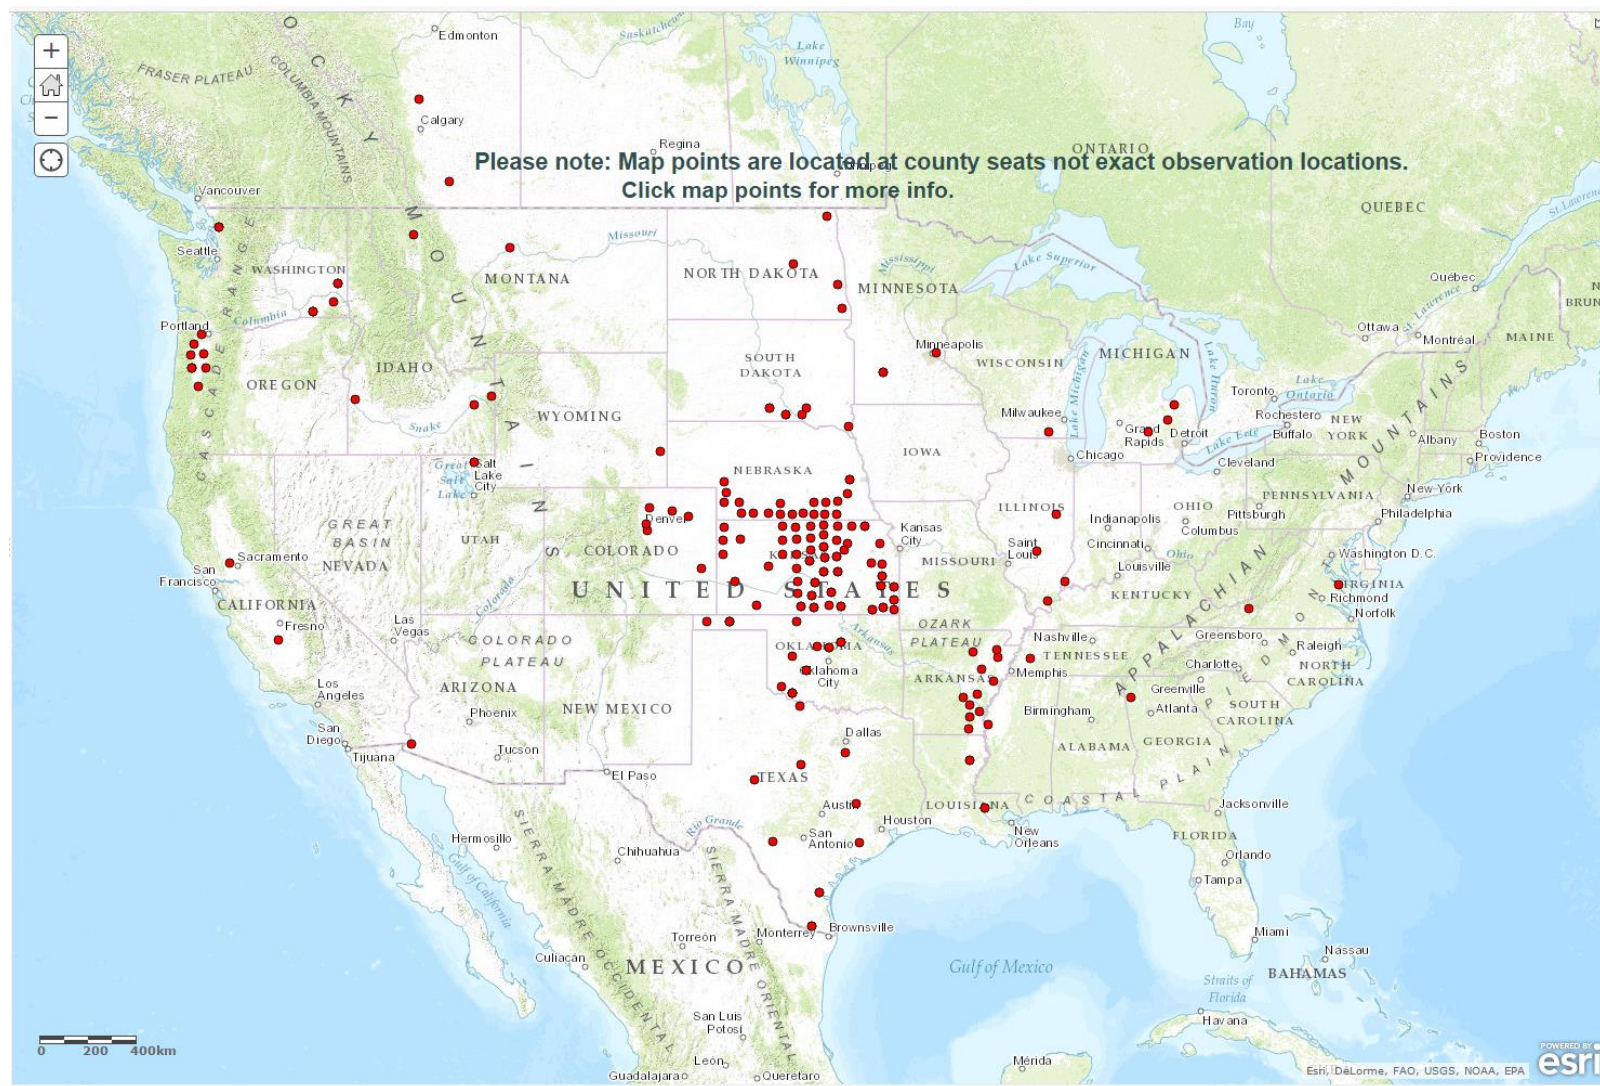 Edmonton
Saskatchew
Bay
Lake
Winnipeg
FRASER PLATEAU
COLUMBIA MOUNTAINS
ROCKY MOUNTAINS
Calgary
Regina
ONTARIO
Please note: Map points are located at county seats not exact observation locations.
Click map points for more info.
Vancouver
QUEBEC
St. Lawrence
Seattle
WASHINGTON
Missouri
MONTANA
NORTH DAKOTA
Mississippi
MINNESOTA
Lake Superior
Québec
St. Lawrence
BRUN
Portland
Columbia
CASCADE RANGE
OREGON
IDAHO
Snake
WYOMING
SOUTH
DAKOTA
Minneapolis
WISCONSIN
MICHIGAN
Lake Michigan
Lake Huron
Ottawa
Montréal
MAINE
Toronto
Lake
Ontario
Milwaukee
Grand
Rapids
Detroit
Lake Erie
Rochester
Buffalo
NEW
YORK
Albany
Boston
Providence
Great
Salt
Lake
Salt
Lake
City
NEBRASKA
IOWA
Chicago
Cleveland
PENNSYLVANIA
New York
Philadelphia
GREAT
BASIN
NEVADA
UTAH
Denver
COLORADO
Kansas
City
ILLINOIS
Indianapolis
OHIO
Columbus
Pittsburgh
Cincinnati
Ohio
Washington D.C.
Sacramento
San
Francisco
CALIFORNIA
Fresno
Colorado
UNITED STATES
MISSOURI
Saint
Louis
Louisville
KENTUCKY
VIRGINIA
Richmond
Norfolk
APPALACHIAN MOUNTAINS
Las
Vegas
COLORADO
PLATEAU
OKLAHOMA
Oklahoma
City
Arkansas
OZARK
PLATEAU
Nashville
TENNESSEE
Greensboro
Raleigh
Charlotte
NORTH
CAROLINA
Los
Angeles
ARIZONA
Phoenix
NEW MEXICO
ARKANSAS
Memphis
Greenville
Birmingham
Atlanta
SOUTH
CAROLINA
PIEDMONT
San
Diego
Tijuana
Tucson
El Paso
Dallas
ALABAMA
GEORGIA
TEXAS
COASTAL PLAIN
Austin
LOUISIANA
Jacksonville
Rio Grande
San
Antonio
Houston
New
Orleans
FLORIDA
Hermosillo
Chihuahua
Gulf of California
SIERRA MADRE OCCIDENTAL
SIERRA MADRE ORIENTAL
Orlando
Tampa
Torreón
Monterrey
Brownsville
Miami
Nassau
Culiacán
MEXICO
Gulf of Mexico
BAHAMAS
Straits of
Florida
San Luis
Potosí
Havana
León
Mérida
Guadalajara
Queretaro
0 200 400km
POWERED BY
esri
Esri, DeLorme, FAO, USGS, NOAA, EPA